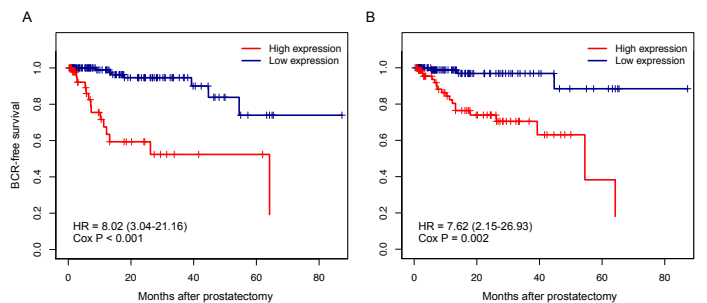 A
B
High expression
Low expression
High expression
Low expression
BCR-free survival
1.0
0.8
0.6
0.4
0.2
0.0
1.0
0.8
0.6
0.4
0.2
0.0
HR = 8.02 (3.04-21.16)
Cox P < 0.001
HR = 7.62 (2.15-26.93)
Cox P = 0.002
0 20 40 60 80
0 20 40 60 80
Months after prostatectomy
Months after prostatectomy